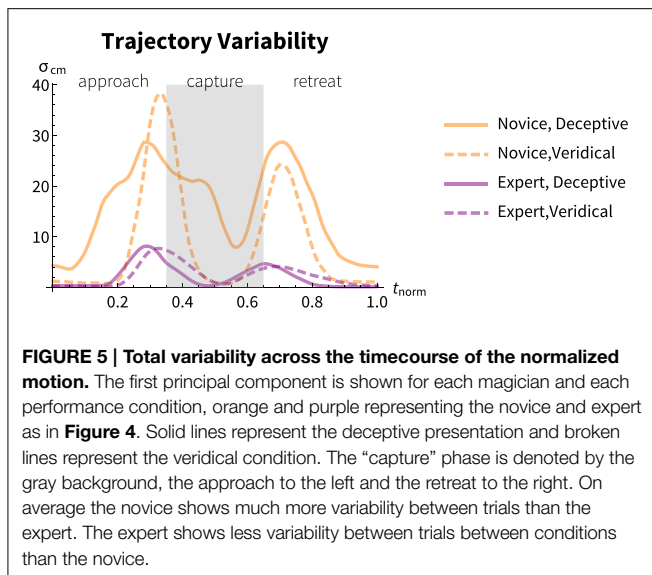 Trajectory Variability
σcm
approach capture retreat
40
30
20
10
0.2 0.4 0.6 0.8 1.0
tnorm
Novice, Deceptive
Novice,Veridical
Expert, Deceptive
Expert,Veridical
FIGURE 5 | Total variability across the timecourse of the normalized
motion. The first principal component is shown for each magician and each
performance condition, orange and purple representing the novice and expert
as in Figure 4. Solid lines represent the deceptive presentation and broken
lines represent the veridical condition. The “capture” phase is denoted by the
gray background, the approach to the left and the retreat to the right. On
average the novice shows much more variability between trials than the
expert. The expert shows less variability between trials between conditions
than the novice.